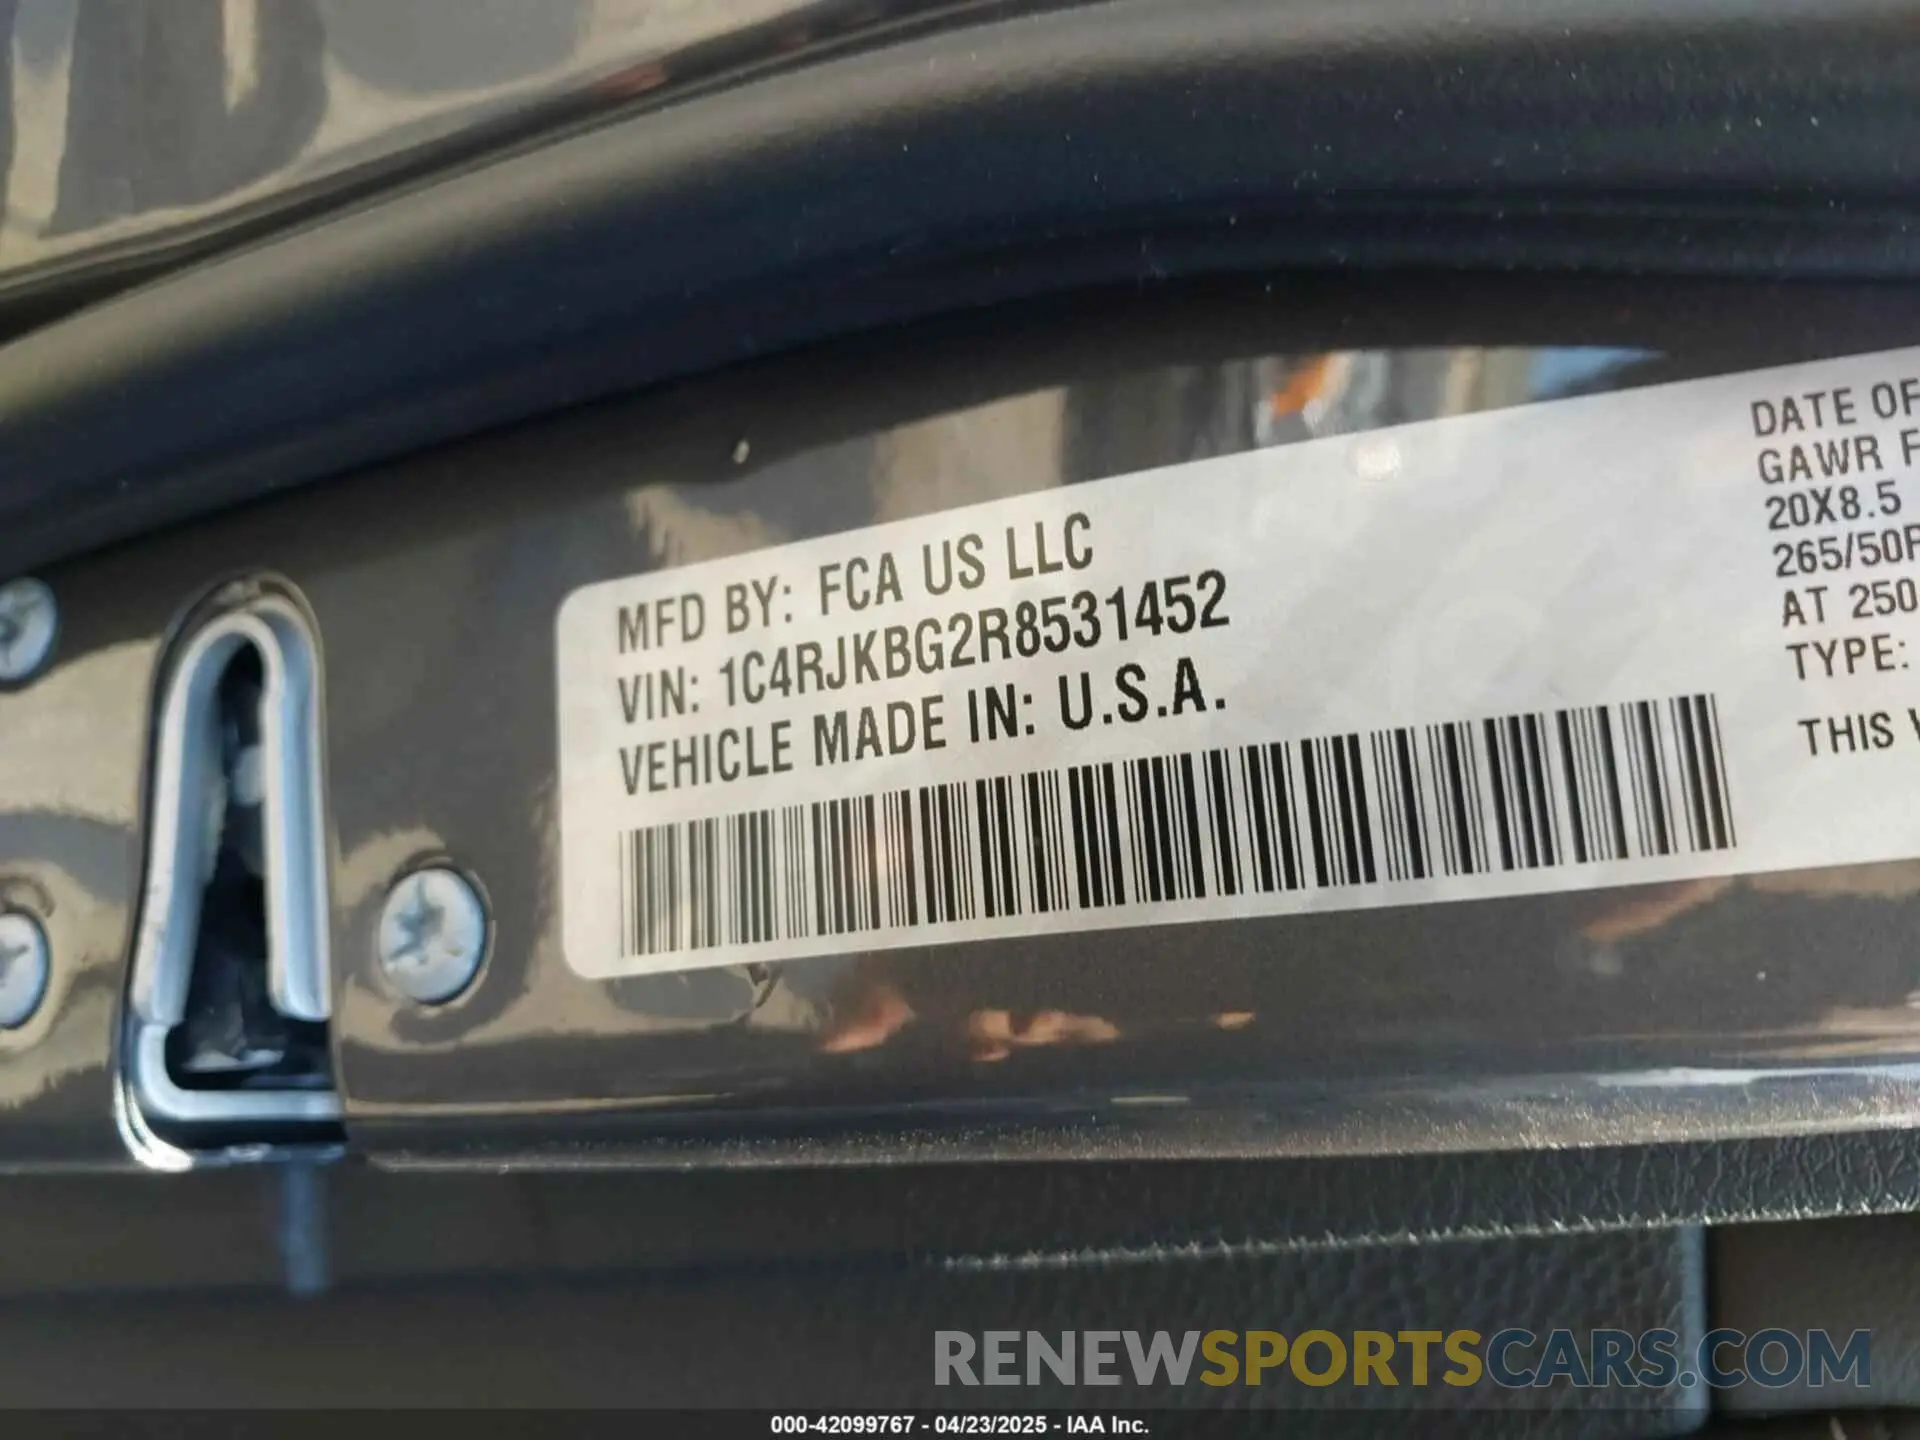 MFD BY: FCA US LLC
VIN: 1C4RJKBG2R8531452
VEHICLE MADE IN: U.S.A.
DATE OF
GAWR F
20X8.5
265/50R
AT 250
TYPE:
THIS V
RENEWSPORTSCARS.COM
000-42099767 - 04/23/2025 - IAA Inc.